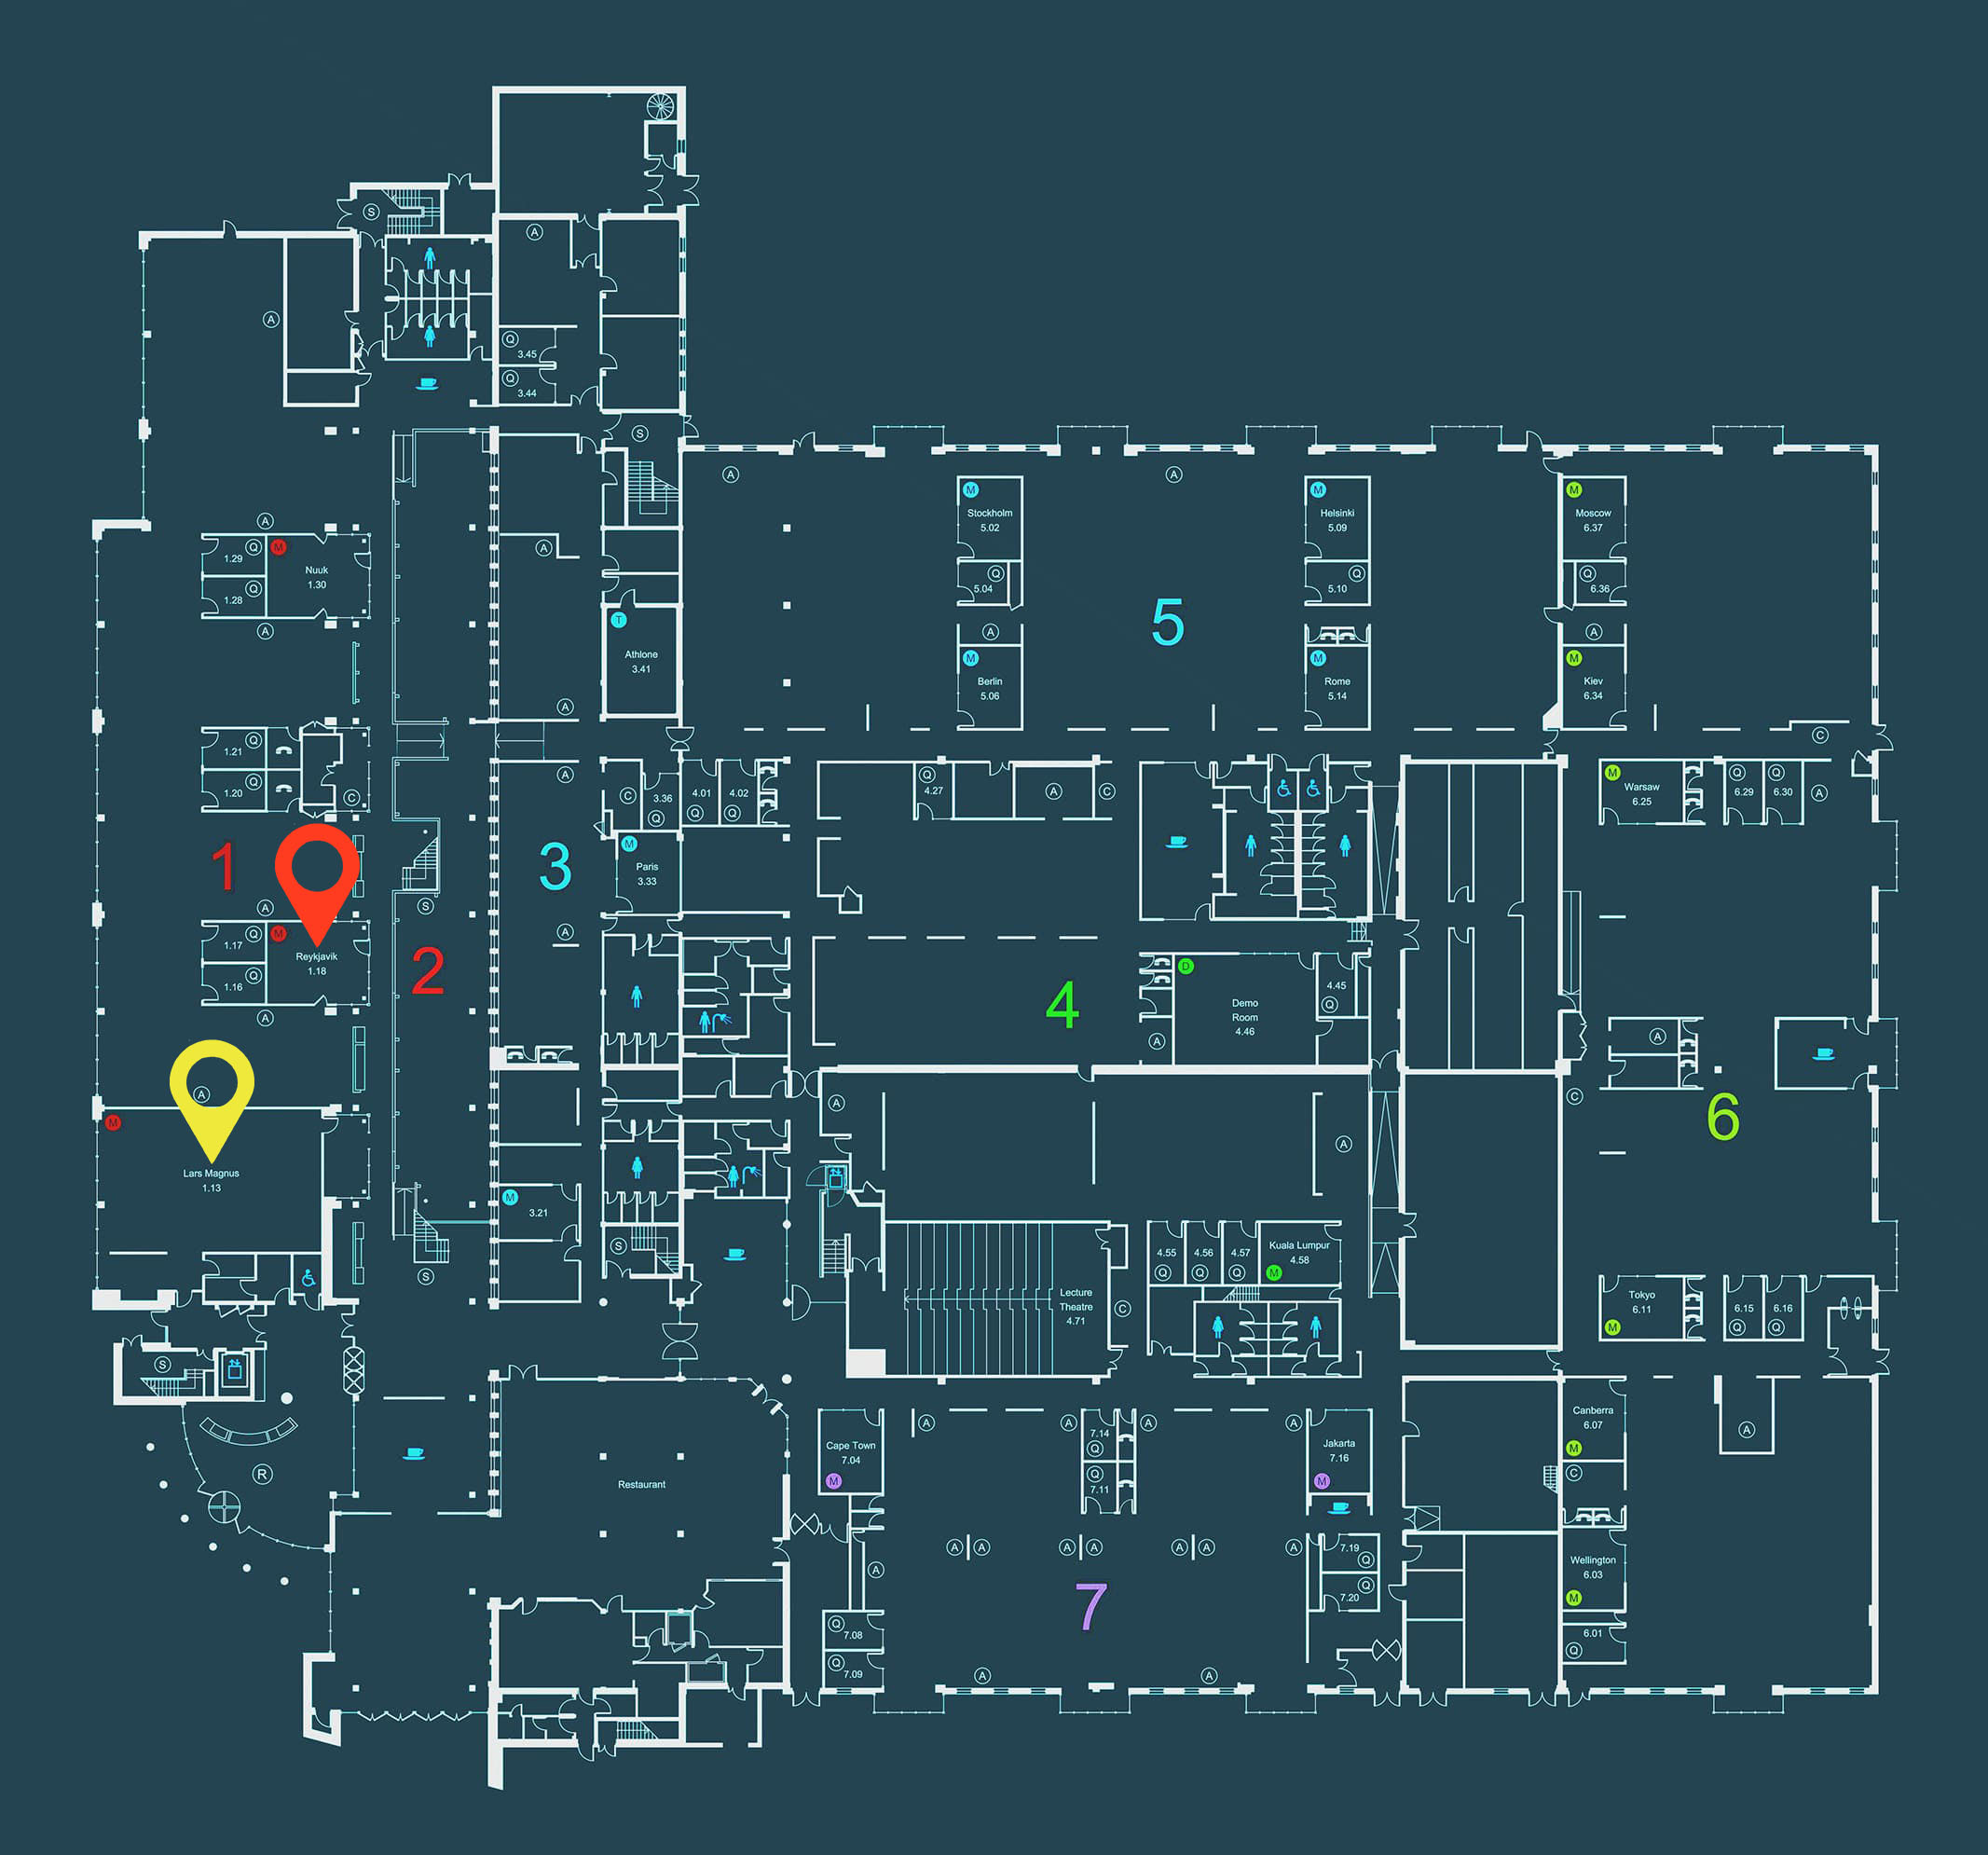 S
A
A
Q
3.45
Q
3.44
S
A
A
M
Stockholm
5.02
M
Helsinki
5.09
M
Moscow
6.37
A
Q
1.29
Q
1.28
M
Nuuk
1.30
A
A
Q
5.04
Q
5.10
Q
6.36
T
Athlone
3.41
5
A
A
A
M
Berlin
5.06
M
Rome
5.14
M
Kiev
6.34
A
C
1.21
Q
1.20
Q
C
A
C
3.36
Q
4.01
Q
4.02
Q
Q
4.27
A
C
M
Warsaw
6.25
Q
6.29
Q
6.30
A
1
3
M
Paris
3.33
A
S
A
1.17
Q
1.16
Q
M
Reykjavik
1.18
A
2
4
D
Demo
Room
4.46
4.45
Q
A
A
C
6
A
M
Lars Magnus
1.13
A
A
M
3.21
S
S
4.55
Q
4.56
Q
4.57
Q
Kuala Lumpur
4.58
M
Lecture
Theatre
4.71
C
Tokyo
6.11
M
6.15
Q
6.16
Q
S
R
Restaurant
Cape Town
7.04
M
A
A
7.14
Q
Q
7.11
A
A
Jakarta
7.16
M
Canberra
6.07
M
C
A
A
A
A
A
A
A
A
A
7.19
Q
Q
7.20
Wellington
6.03
M
7
Q
7.08
Q
7.09
A
A
6.01
Q